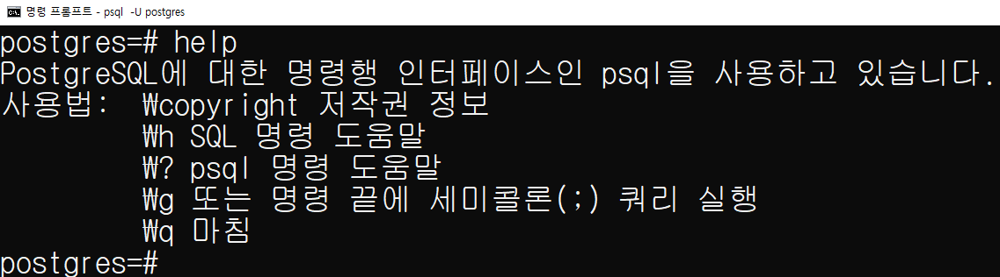 명령 프롬프트 - psql -U postgres
postgres=# help
PostgreSQL에 대한 명령행 인터페이스인 psql을 사용하고 있습니다.
사용법: ₩copyright 저작권 정보
₩h SQL 명령 도움말
₩? psql 명령 도움말
₩g 또는 명령 끝에 세미콜론(;) 쿼리 실행
₩q 마침
postgres=#